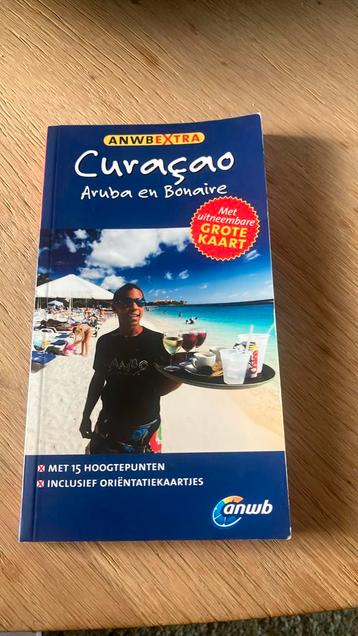 ANWBEXTRA
Curaçao
Aruba en Bonaire
Met
uitneembare
GROTE
KAART
MET 15 HOOGTEPUNTEN
INCLUSIEF ORIËNTATIEKAARTJES
anwb